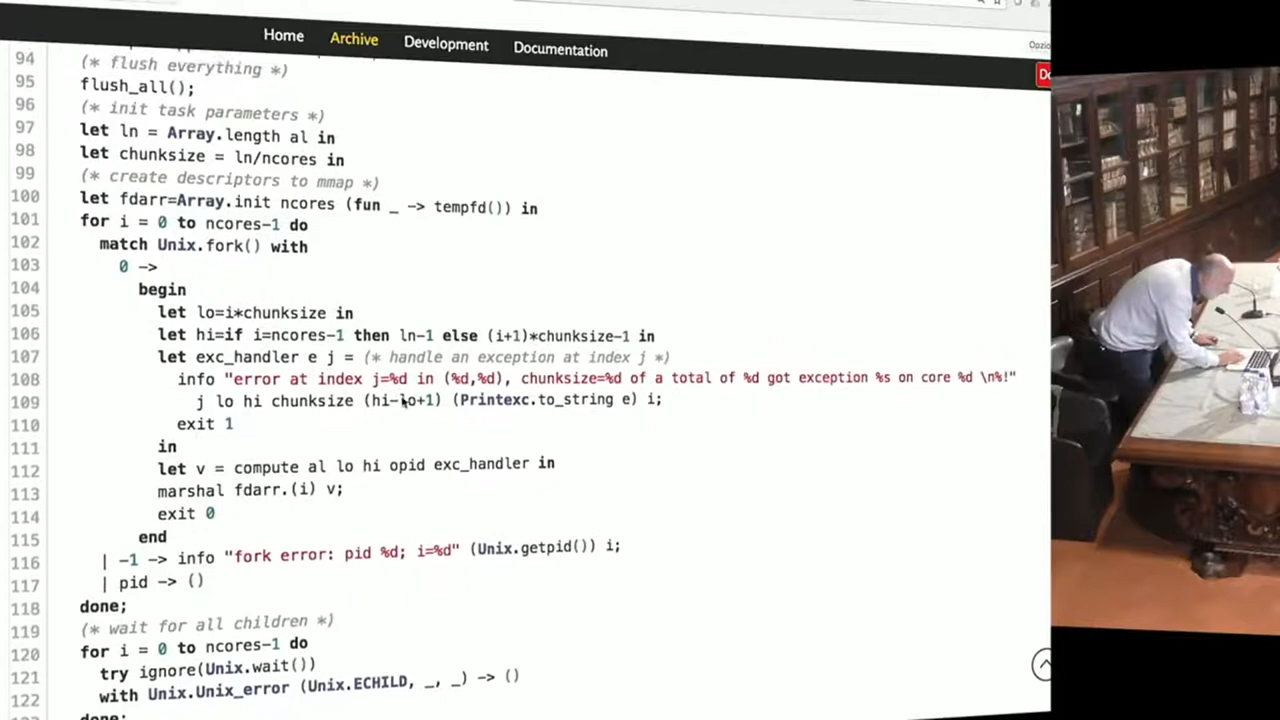 Home Archive Development Documentation
Opzio
94 (* flush everything *)
95 flush_all();
96 (* init task parameters *)
97 let ln = Array.length al in
98 let chunksize = ln/ncores in
99 (* create descriptors to mmap *)
100 let fdarr=Array.init ncores (fun _ -> tempfd()) in
101 for i = 0 to ncores-1 do
102 match Unix.fork() with
103 0 ->
104 begin
105 let lo=i*chunksize in
106 let hi=if i=ncores-1 then ln-1 else (i+1)*chunksize-1 in
107 let exc_handler e j = (* handle an exception at index j *)
108 info "error at index j=%d in (%d,%d), chunksize=%d of a total of %d got exception %s on core %d \n%!"
109 j lo hi chunksize (hi-lo+1) (Printexc.to_string e) i;
110 exit 1
111 in
112 let v = compute al lo hi opid exc_handler in
113 marshal fdarr.(i) v;
114 exit 0
115 end
116 | -1 -> info "fork error: pid %d; i=%d" (Unix.getpid()) i;
117 | pid -> ()
118 done;
119 (* wait for all children *)
120 for i = 0 to ncores-1 do
121 try ignore(Unix.wait())
122 with Unix.Unix_error (Unix.ECHILD, _, _) -> ()
done;